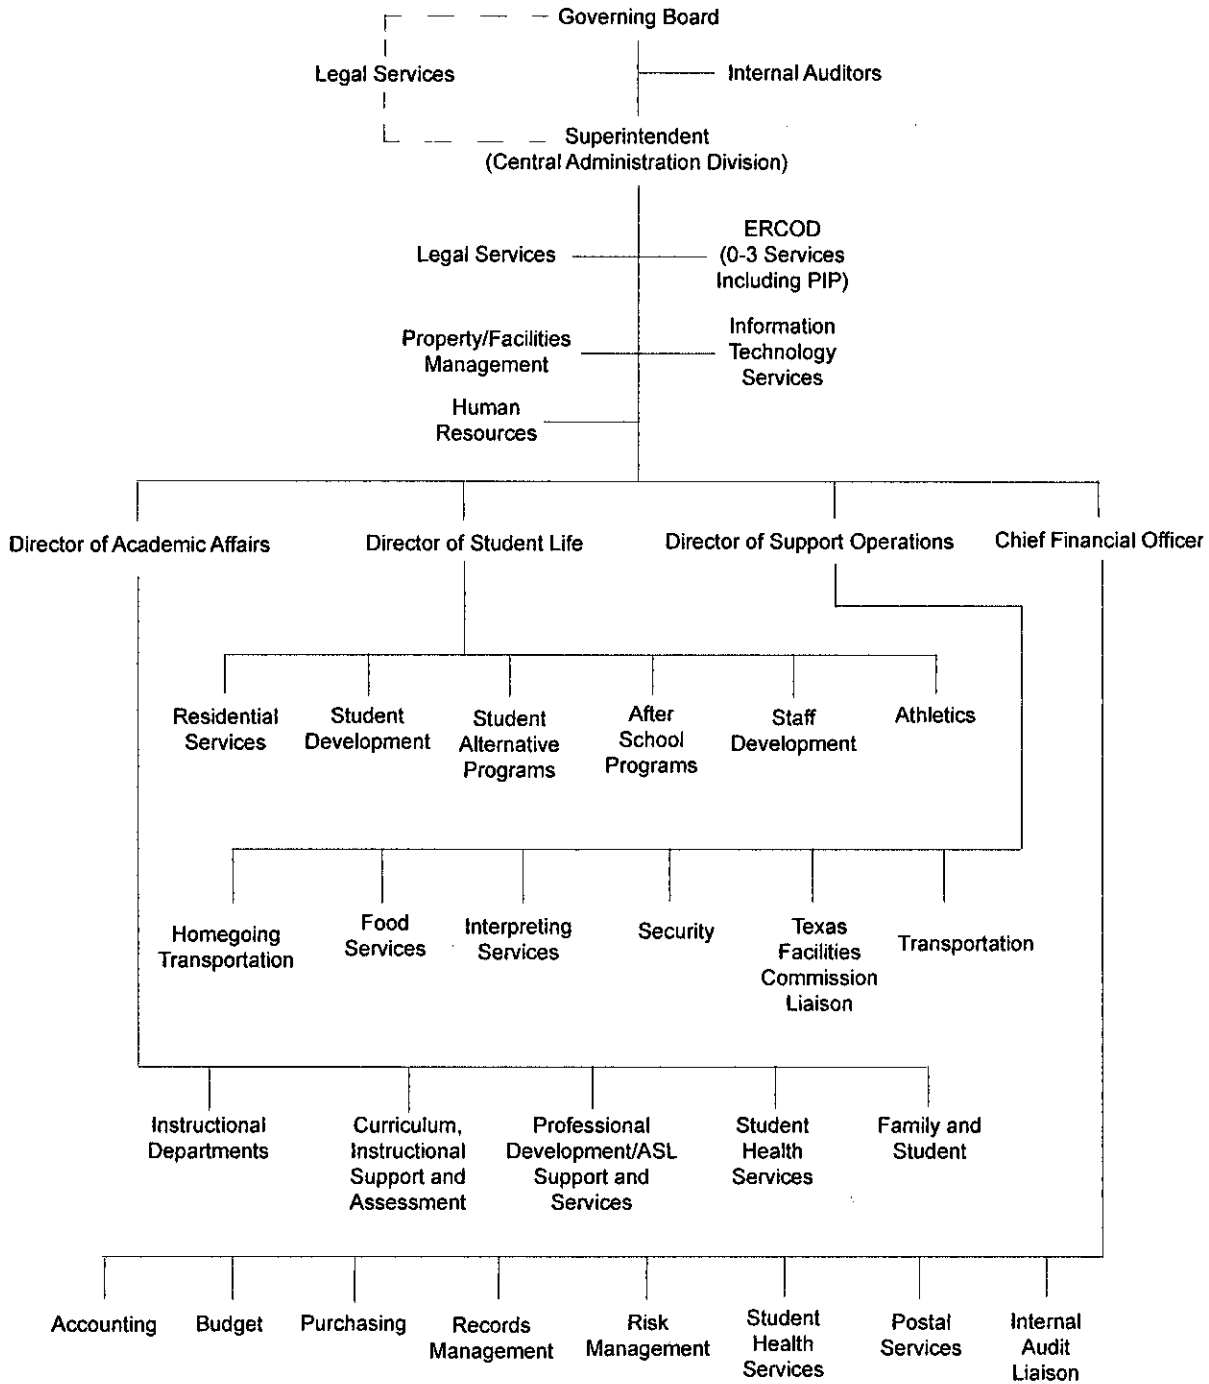 Governing Board
Legal Services
Internal Auditors
Superintendent
(Central Administration Division)
Legal Services
ERCOD
(0-3 Services
Including PIP)
Property/Facilities
Management
Information
Technology
Services
Human
Resources
Director of Academic Affairs
Director of Student Life
Director of Support Operations
Chief Financial Officer
Residential
Services
Student
Development
Student
Alternative
Programs
After
School
Programs
Staff
Development
Athletics
Homegoing
Transportation
Food
Services
Interpreting
Services
Security
Texas
Facilities
Commission
Liaison
Transportation
Instructional
Departments
Curriculum,
Instructional
Support and
Assessment
Professional
Development/ASL
Support and
Services
Student
Health
Services
Family and
Student
Accounting
Budget
Purchasing
Records
Management
Risk
Management
Student
Health
Services
Postal
Services
Internal
Audit
Liaison